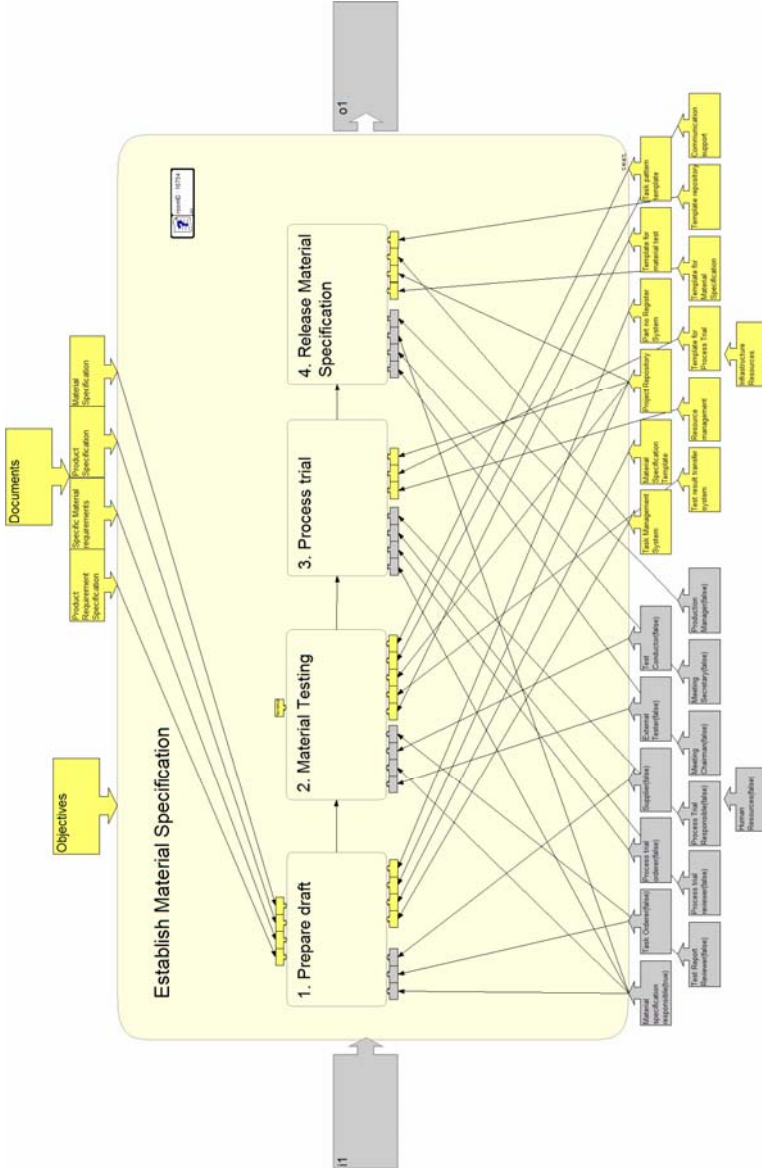 Documents
Objectives
Product
Requirement
Specification
Specific Material
requirements
Product
Specification
Material
Specification
Establish Material Specification
roomID : 16754
?
1. Prepare draft
2. Material Testing
3. Process trial
4. Release Material
Specification
i1
o1
Material
specification
responsible(true)
Task Orderer(false)
Process trial
orderer(false)
Supplier(false)
External
Tester(false)
Test
Conductor(false)
Task Management
System
Material
Specification
Template
Project Repository
Part no Register
System
Template for
material test
Task pattern
template
Test Report
Reviewer(false)
Process trial
reviewer(false)
Process Trial
Responsible(false)
Meeting
Chairman(false)
Meeting
Secretary(false)
Production
Manager(false)
Test result transfer
system
Resource
management
Template for
Process Trial
Template for
Material
Specification
Template repository
Communication
support
Human
Resources(false)
Infrastructure
Resources